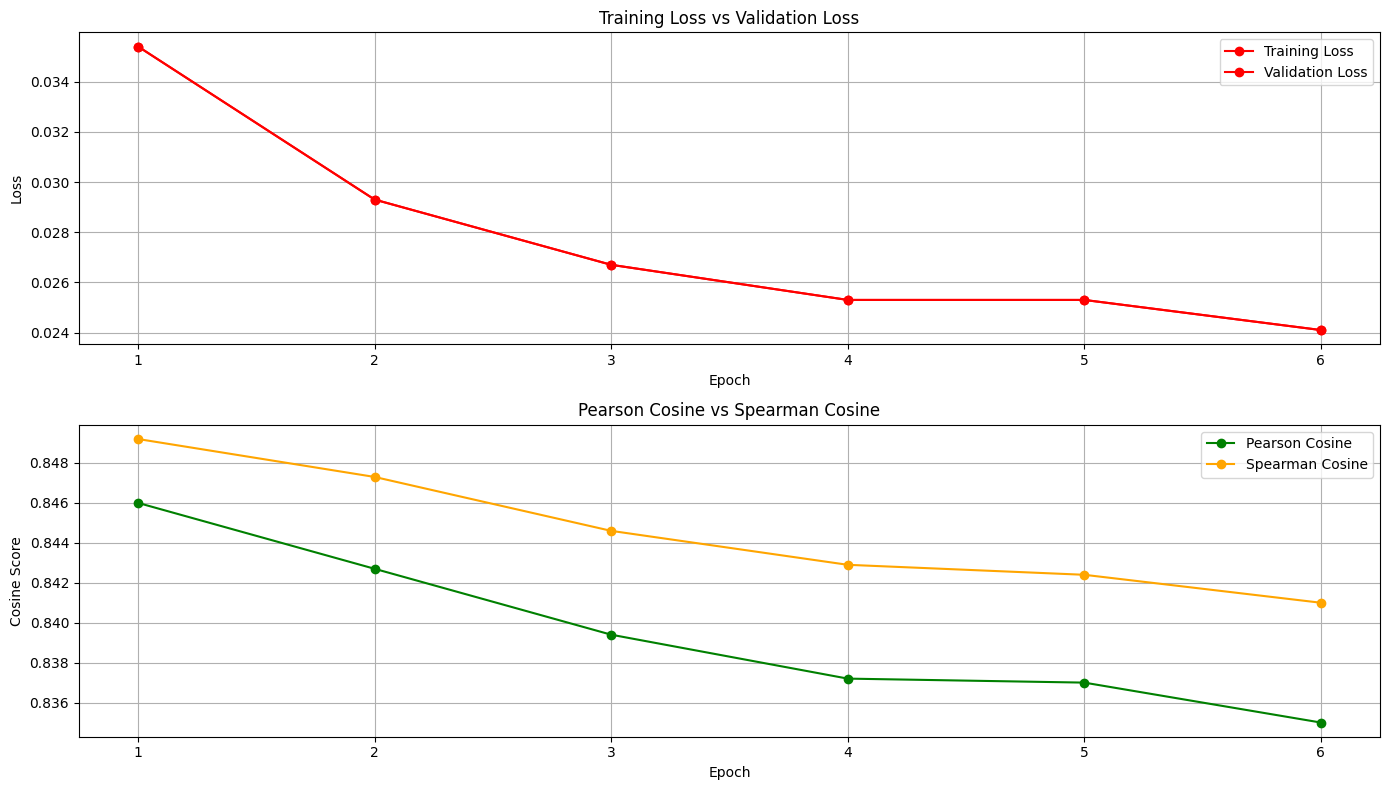 Training Loss vs Validation Loss
Training Loss
Validation Loss
0.034
0.032
0.030
0.028
0.026
0.024
Loss
1 2 3 4 5 6
Epoch
Pearson Cosine vs Spearman Cosine
Pearson Cosine
Spearman Cosine
0.848
0.846
0.844
0.842
0.840
0.838
0.836
Cosine Score
1 2 3 4 5 6
Epoch